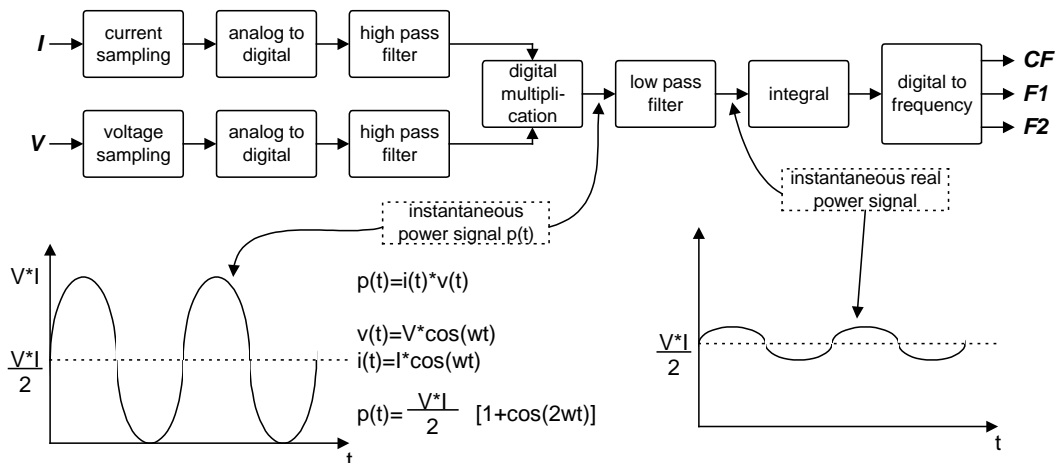 I
current
sampling
analog to
digital
high pass
filter
V
voltage
sampling
analog to
digital
high pass
filter
digital
multipli-
cation
low pass
filter
integral
digital to
frequency
CF
F1
F2
instantaneous
power signal p(t)
instantaneous real
power signal
V*I
V*I
2
t
p(t)=i(t)*v(t)
v(t)=V*cos(wt)
i(t)=I*cos(wt)
p(t)= V*I/2 [1+cos(2wt)]
V*I
2
t